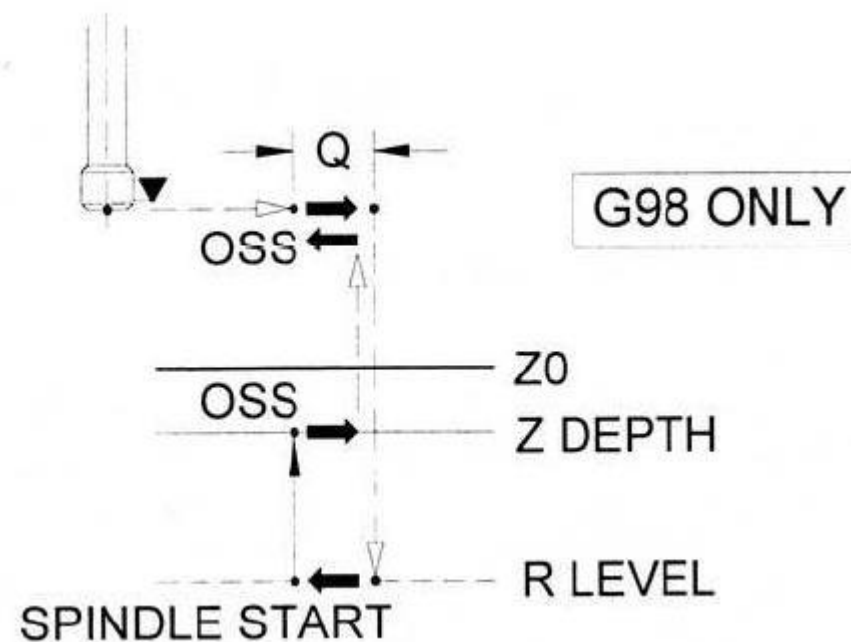 Q
G98 ONLY
OSS
Z0
OSS
Z DEPTH
R LEVEL
SPINDLE START